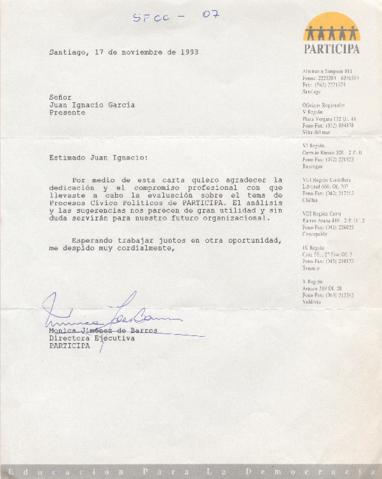 SFCC - 07
PARTICIPA
Santiago, 17 de noviembre de 1993
Señor
Juan Ignacio García
Presente
Estimado Juan Ignacio:
Por medio de esta carta quiero agradecer la
dedicación y el compromiso profesional con que
llevaste a cabo la evaluación sobre el tema de
Procesos Cívico Políticos de PARTICIPA. El análisis
y las sugerencias nos parecen de gran utilidad y sin
duda servirán para nuestro futuro organizacional.
Esperando trabajar juntos en otra oportunidad,
me despido muy cordialmente,
Monica Jiménez de Barros
Directora Ejecutiva
PARTICIPA
Santiago
Oficinas Regionales
V Región
Viña del mar
VI Región
Rancagua
VII Región Cordillera
Chillán
VIII Región Costa
Concepción
IX Región
Temuco
X Región
Valdivia
Educación Para La Democracia